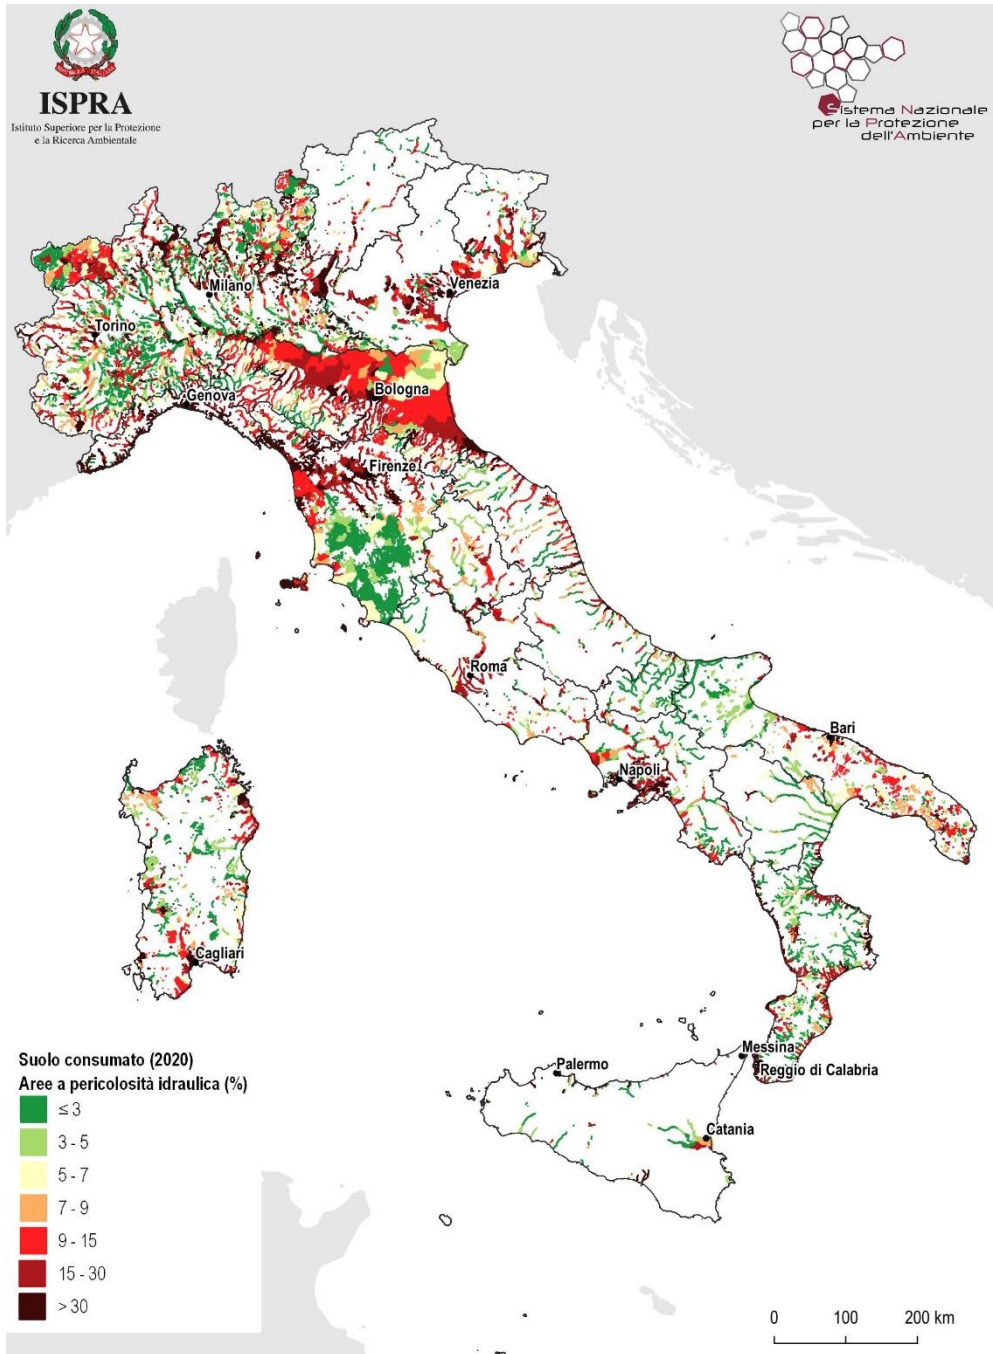 ISPRA
Istituto Superiore per la Protezione
e la Ricerca Ambientale
Sistema Nazionale
per la Protezione
dell'Ambiente
Milano
Venezia
Torino
Bologna
Genova
Firenze
Roma
Bari
Napoli
Cagliari
Messina
Palermo
Reggio di Calabria
Catania
Suolo consumato (2020)
Aree a pericolosità idraulica (%)
≤ 3
3 - 5
5 - 7
7 - 9
9 - 15
15 - 30
> 30
0 100 200 km